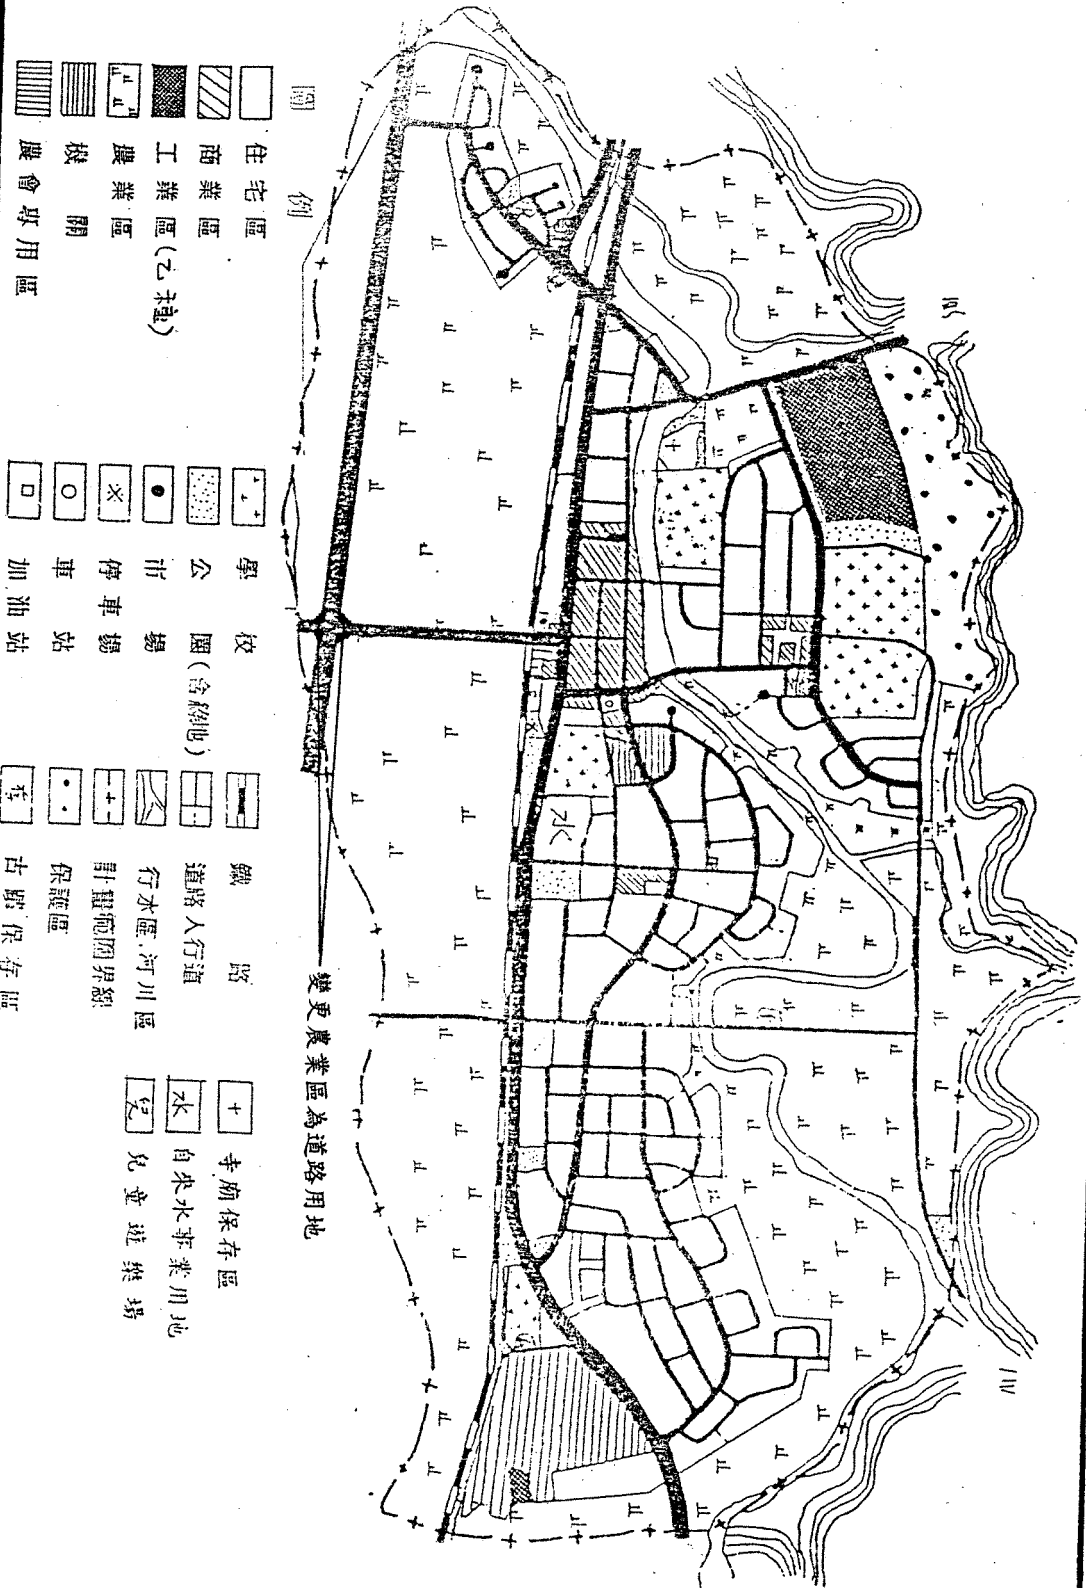 圖 例
住宅區
商業區
工業區(乙種)
農業區
機 關
農會專用區
學 校
公 園(含綠地)
市 場
停車場
車 站
加油站
鐵 路
道路人行道
行水區.河川區
計畫範圍界線
保護區
存
古蹟保存區
寺廟保存區
水
自來水事業用地
兒
兒童遊樂場
變更農業區為道路用地
水